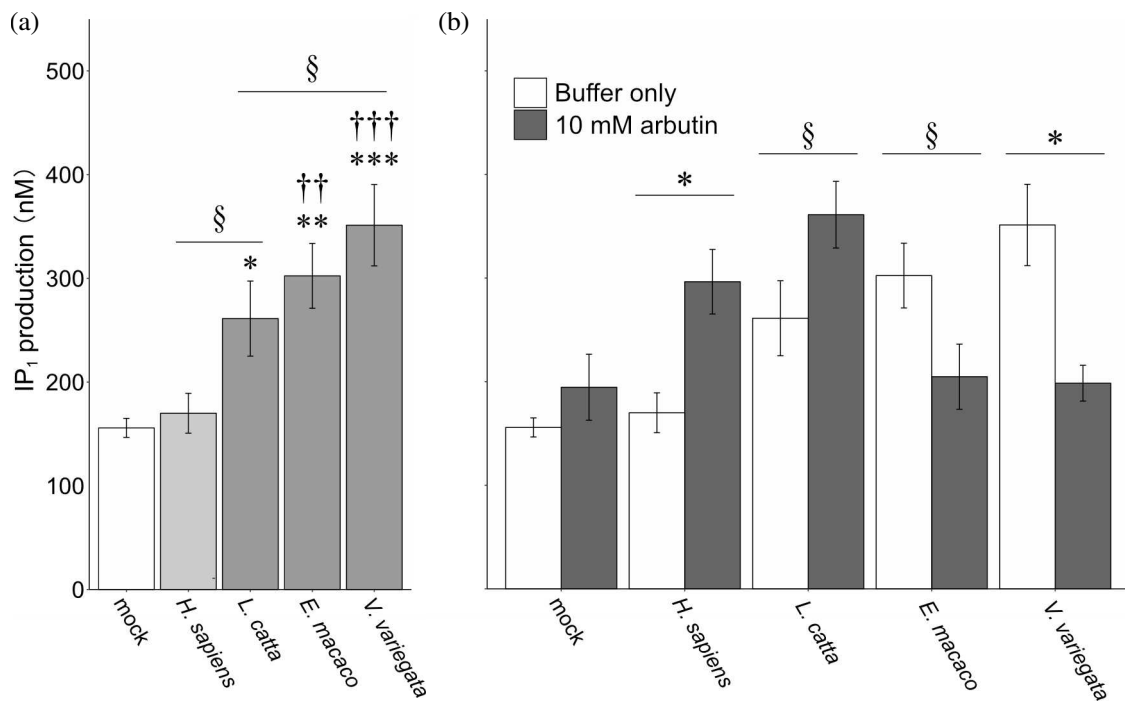 (a)
IP₁ production (nM)
500
400
300
200
100
0
§
†††
***
††
**
§
*
mock
H. sapiens
L. catta
E. macaco
V. variegata
(b)
Buffer only
10 mM arbutin
*
§
§
*
mock
H. sapiens
L. catta
E. macaco
V. variegata